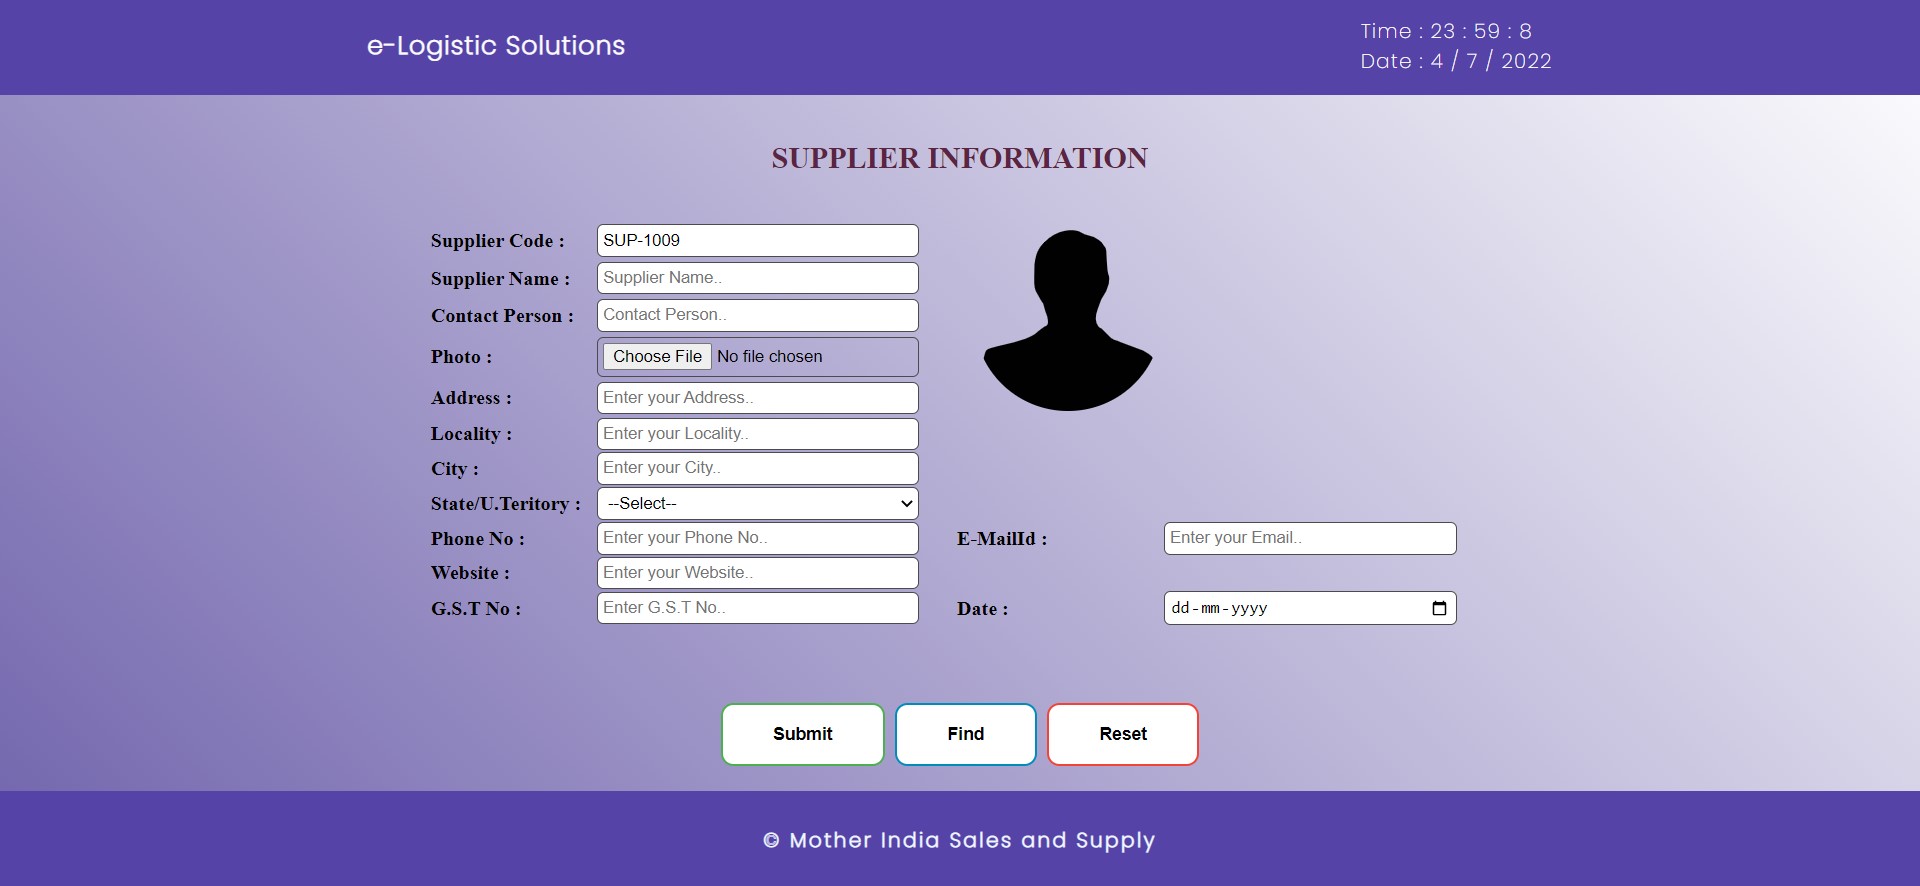 e-Logistic Solutions
Time : 23 : 59 : 8
Date : 4 / 7 / 2022
SUPPLIER INFORMATION
Supplier Code : SUP-1009
Supplier Name : Supplier Name..
Contact Person : Contact Person..
Photo : Choose File No file chosen
Address : Enter your Address..
Locality : Enter your Locality..
City : Enter your City..
State/U.Teritory : --Select--
Phone No : Enter your Phone No.. E-MailId : Enter your Email..
Website : Enter your Website..
G.S.T No : Enter G.S.T No.. Date : dd-mm-yyyy
Submit Find Reset
© Mother India Sales and Supply